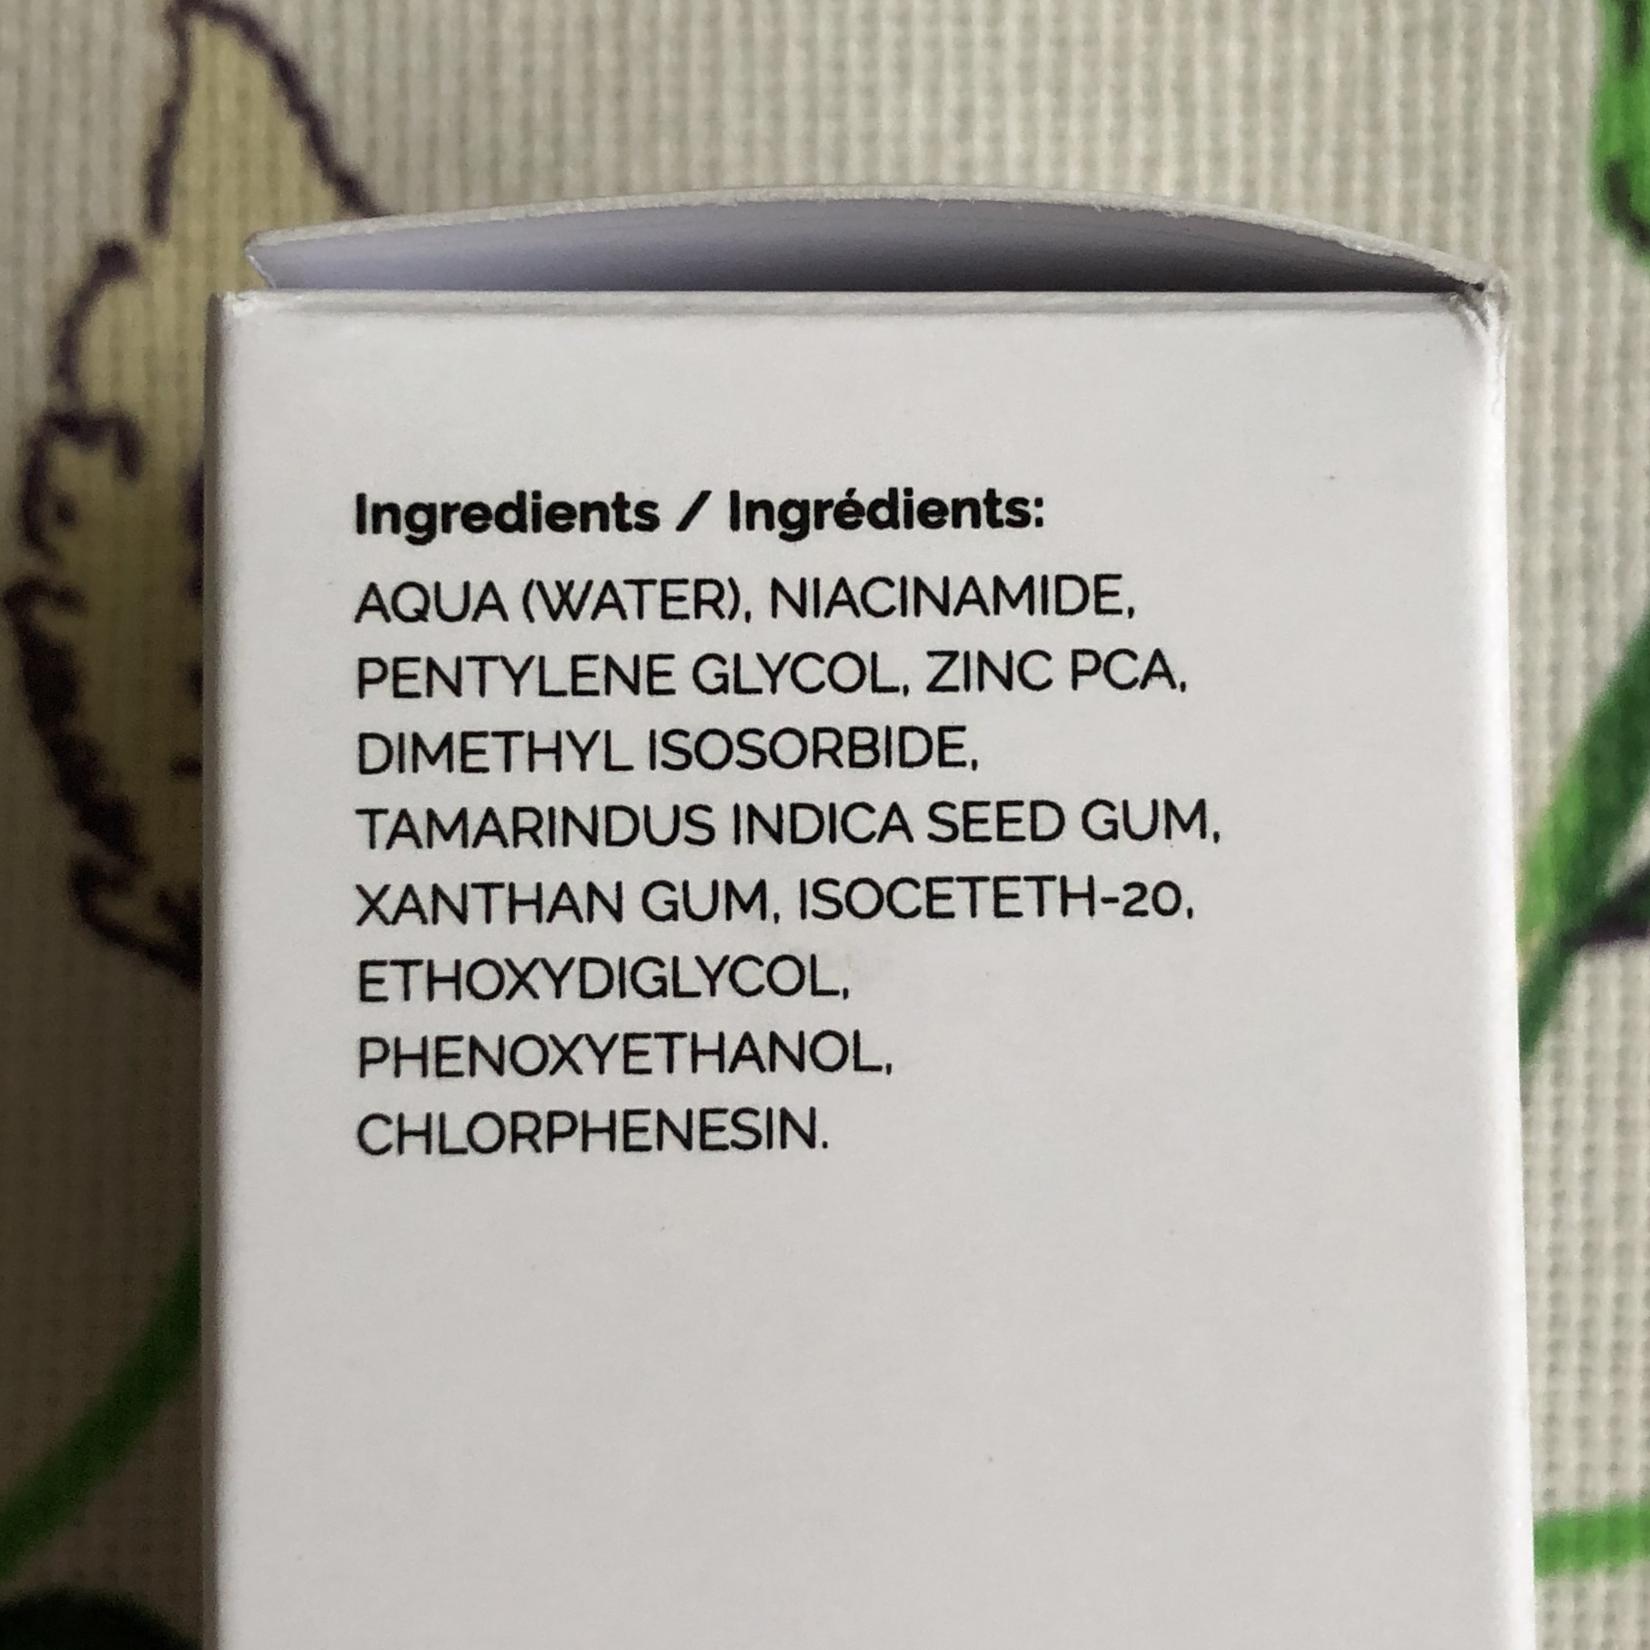 Ingredients / Ingrédients:
AQUA (WATER), NIACINAMIDE,
PENTYLENE GLYCOL, ZINC PCA,
DIMETHYL ISOSORBIDE,
TAMARINDUS INDICA SEED GUM,
XANTHAN GUM, ISOCETETH-20,
ETHOXYDIGLYCOL,
PHENOXYETHANOL,
CHLORPHENESIN.